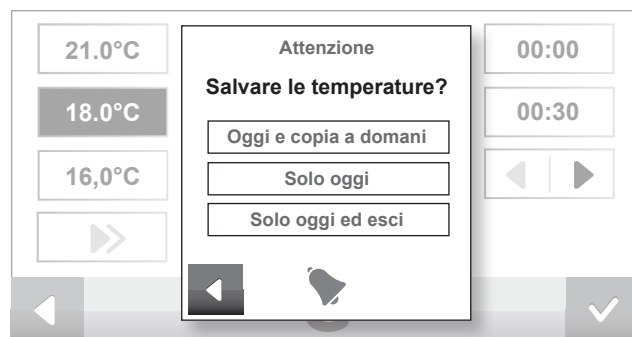 21.0°C
18.0°C
16,0°C
Attenzione
Salvare le temperature?
Oggi e copia a domani
Solo oggi
Solo oggi ed esci
00:00
00:30